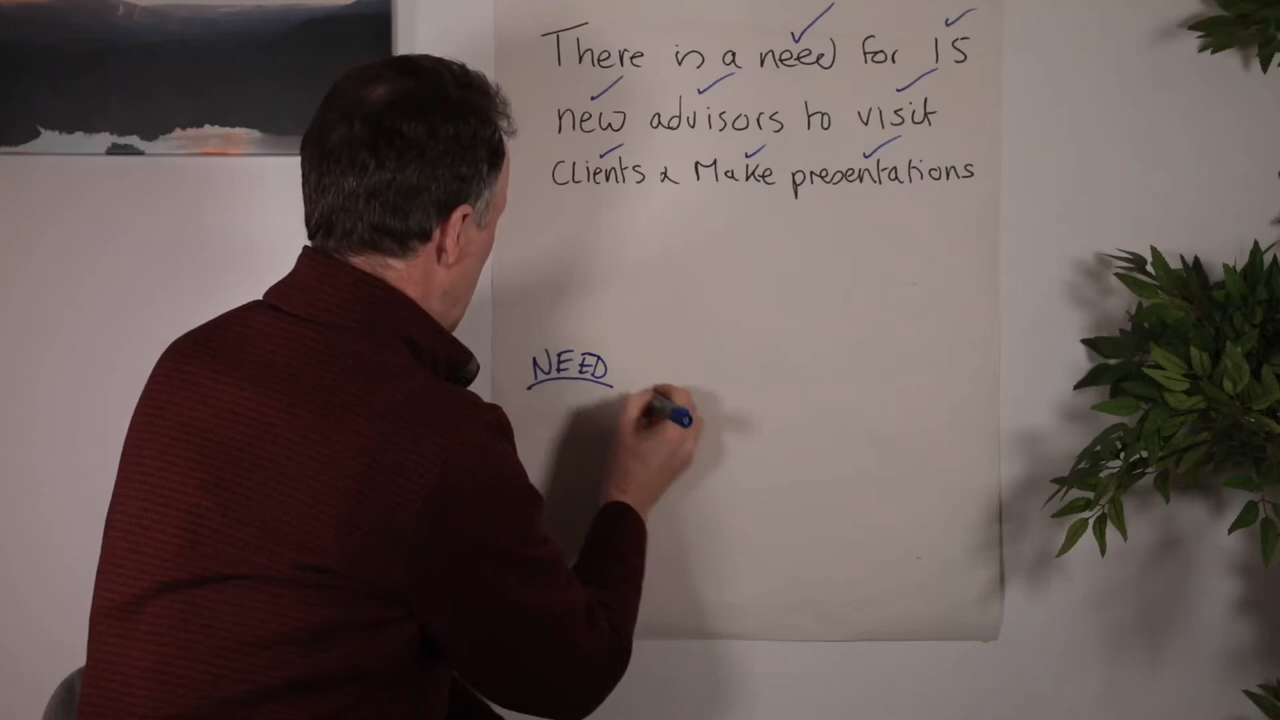 There is a need for 15
new advisors to visit
Clients & Make presentations
NEED